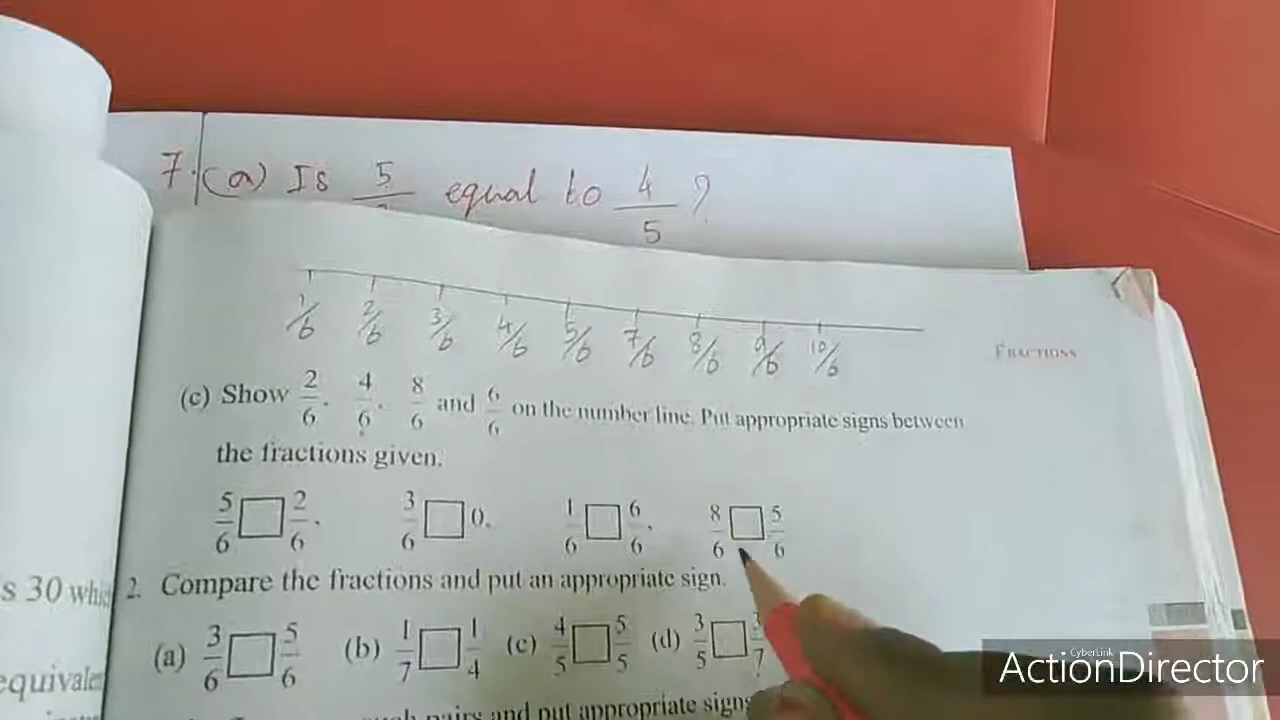 7. (a) Is 5/ equal to 4/5 ?
1/6 2/6 3/6 4/6 5/6 7/6 8/6 9/6 10/6
FRACTIONS
(c) Show 2/6, 4/6, 8/6 and 6/6 on the number line. Put appropriate signs between
the fractions given.
5/6 □ 2/6, 3/6 □ 0, 1/6 □ 6/6, 8/6 □ 5/6
s 30
2. Compare the fractions and put an appropriate sign.
(a) 3/6 □ 5/6 (b) 1/7 □ 1/4 (c) 4/5 □ 5/5 (d) 3/5 □ 3/7
pairs and put appropriate signs
CyberLink
ActionDirector